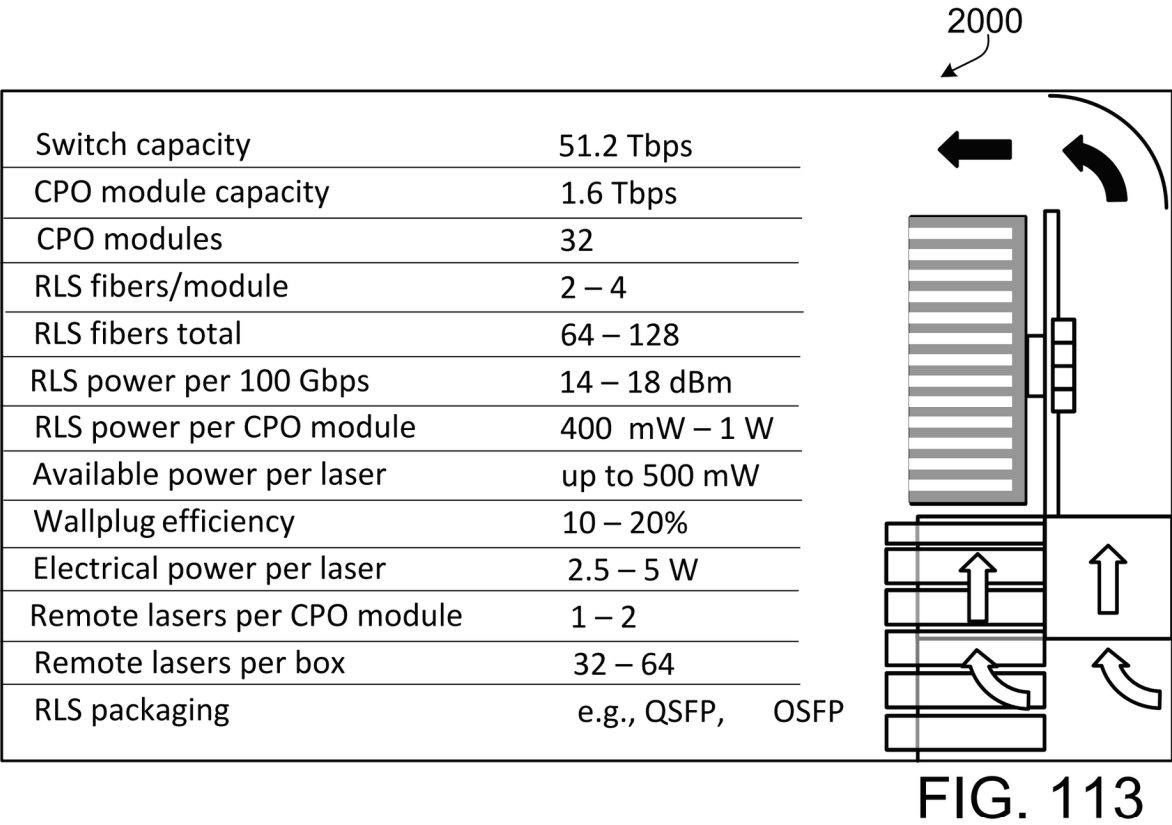 2000
Switch capacity 51.2 Tbps
CPO module capacity 1.6 Tbps
CPO modules 32
RLS fibers/module 2 – 4
RLS fibers total 64 – 128
RLS power per 100 Gbps 14 – 18 dBm
RLS power per CPO module 400 mW – 1 W
Available power per laser up to 500 mW
Wallplug efficiency 10 – 20%
Electrical power per laser 2.5 – 5 W
Remote lasers per CPO module 1 – 2
Remote lasers per box 32 – 64
RLS packaging e.g., QSFP, OSFP
FIG. 113